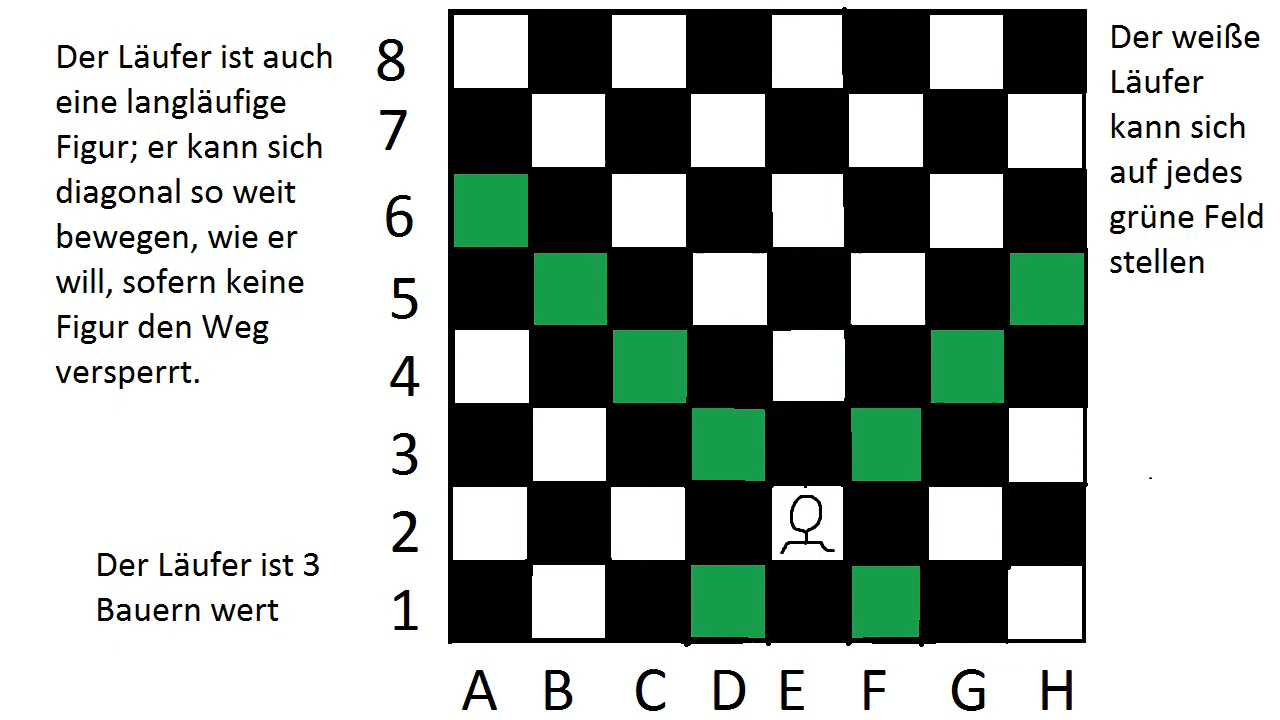 Der Läufer ist auch
eine langläufige
Figur; er kann sich
diagonal so weit
bewegen, wie er
will, sofern keine
Figur den Weg
versperrt.
Der Läufer ist 3
Bauern wert
8
7
6
5
4
3
2
1
A B C D E F G H
Der weiße
Läufer
kann sich
auf jedes
grüne Feld
stellen